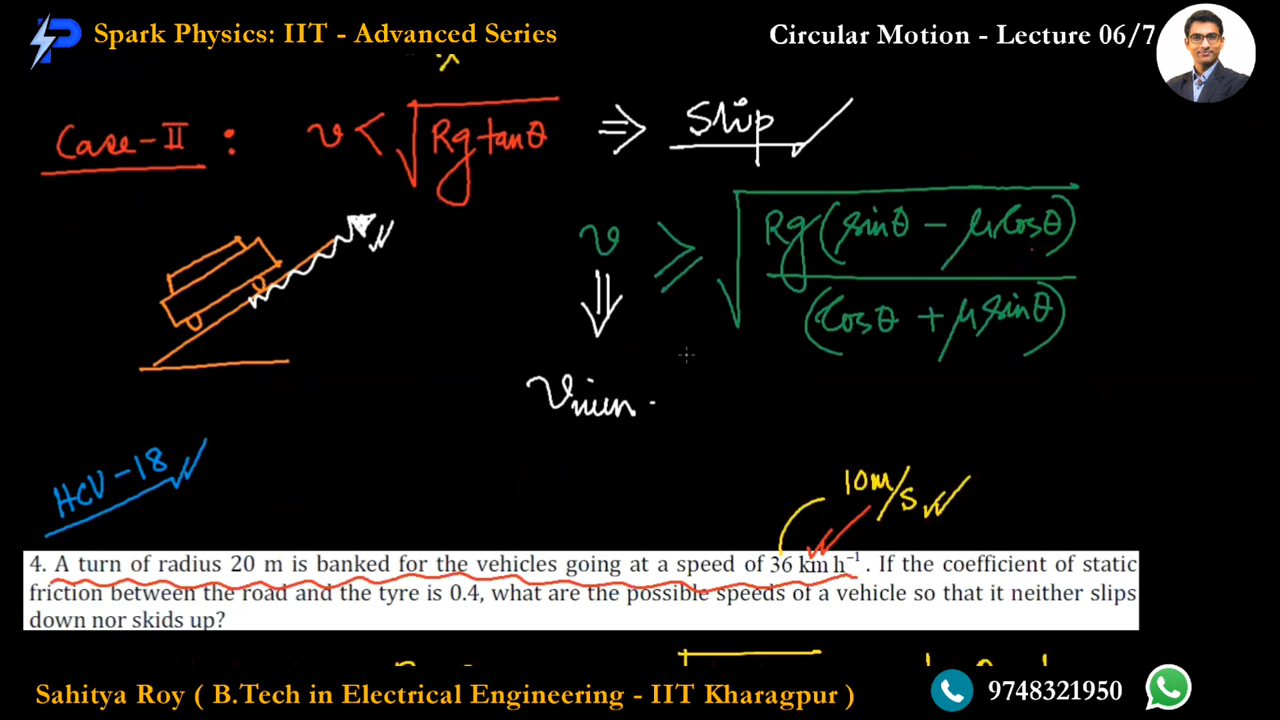 Spark Physics: IIT - Advanced Series
Circular Motion - Lecture 06/7
Case-II : v < √Rg tanθ ⇒ Slip
v ≥ √Rg(sinθ − μcosθ)/(cosθ + μsinθ)
⇓
Vmin.
HCV-18
10m/s
4. A turn of radius 20 m is banked for the vehicles going at a speed of 36 km h⁻¹. If the coefficient of static
friction between the road and the tyre is 0.4, what are the possible speeds of a vehicle so that it neither slips
down nor skids up?
Sahitya Roy ( B.Tech in Electrical Engineering - IIT Kharagpur )
9748321950